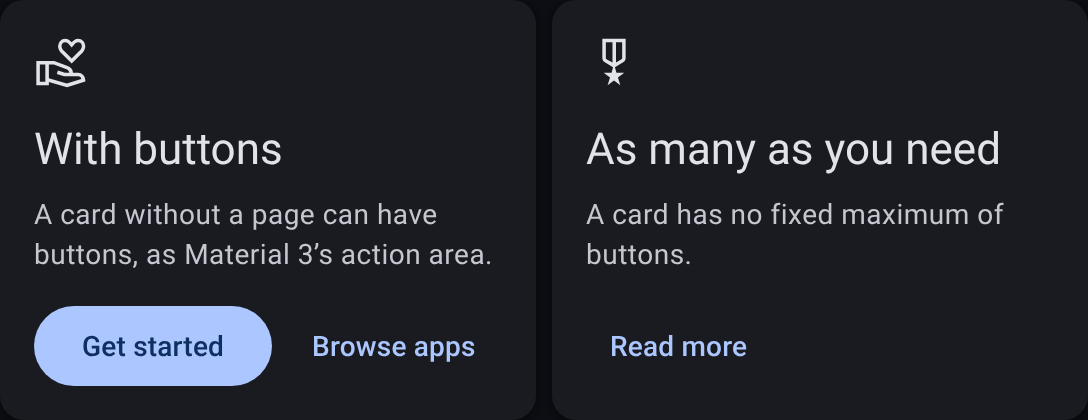 With buttons
A card without a page can have
buttons, as Material 3’s action area.
Get started
Browse apps
As many as you need
A card has no fixed maximum of
buttons.
Read more